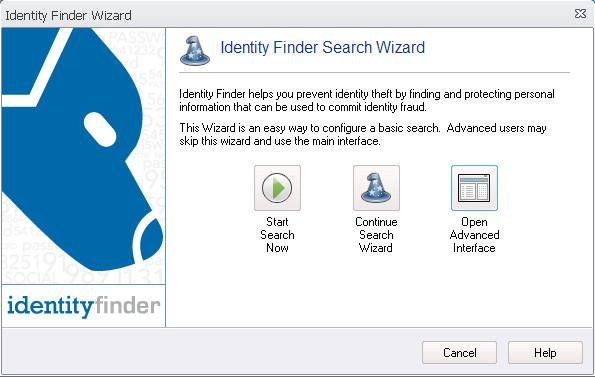 Identity Finder Wizard
Identity Finder Search Wizard
Identity Finder helps you prevent identity theft by finding and protecting personal
information that can be used to commit identity fraud.
This Wizard is an easy way to configure a basic search. Advanced users may
skip this wizard and use the main interface.
Start
Search
Now
Continue
Search
Wizard
Open
Advanced
Interface
identityfinder
Cancel
Help